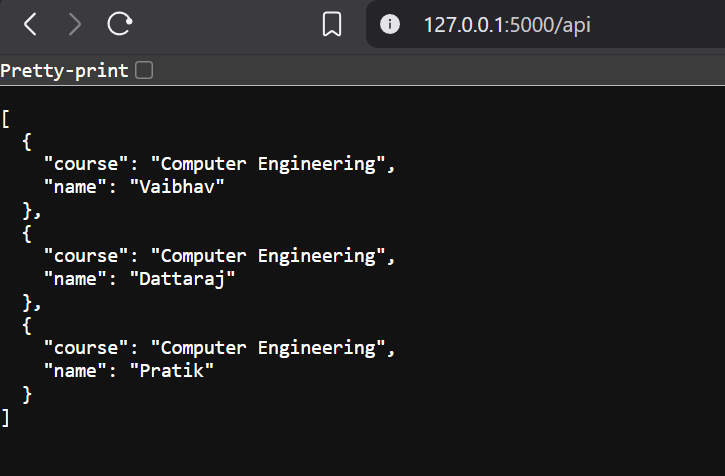 127.0.0.1:5000/api
Pretty-print
[
  {
    "course": "Computer Engineering",
    "name": "Vaibhav"
  },
  {
    "course": "Computer Engineering",
    "name": "Dattaraj"
  },
  {
    "course": "Computer Engineering",
    "name": "Pratik"
  }
]